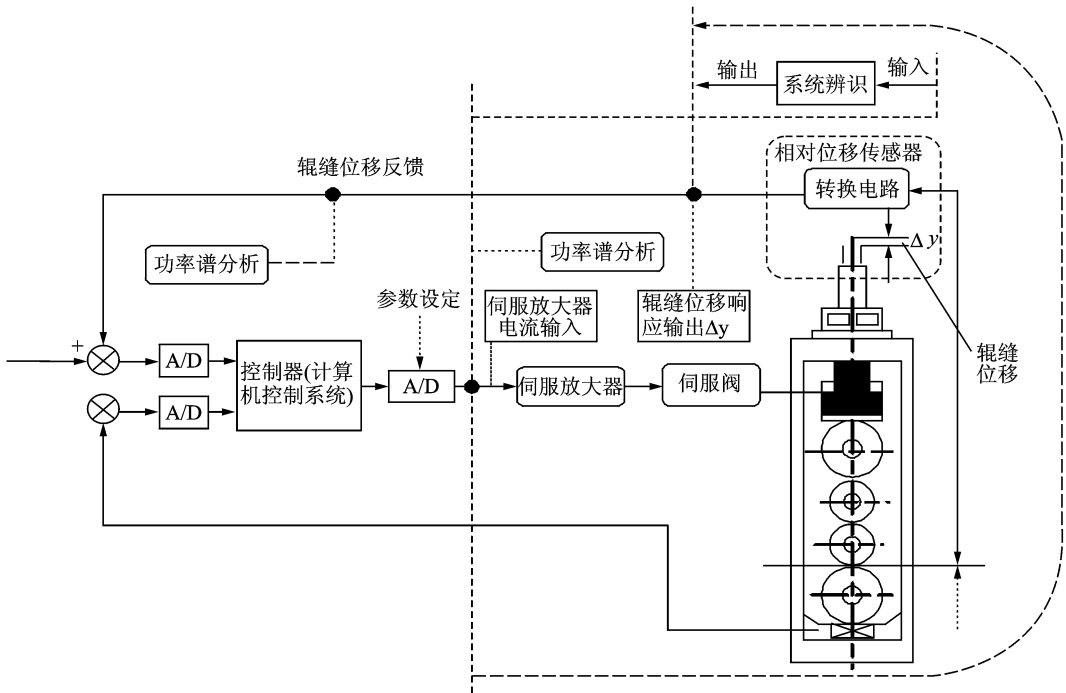 输出
系统辨识
输入
相对位移传感器
辊缝位移反馈
转换电路
功率谱分析
功率谱分析
Δy
参数设定
伺服放大器
电流输入
辊缝位移响
应输出Δy
辊缝
位移
+
A/D
控制器(计算
机控制系统)
A/D
伺服放大器
伺服阀
A/D